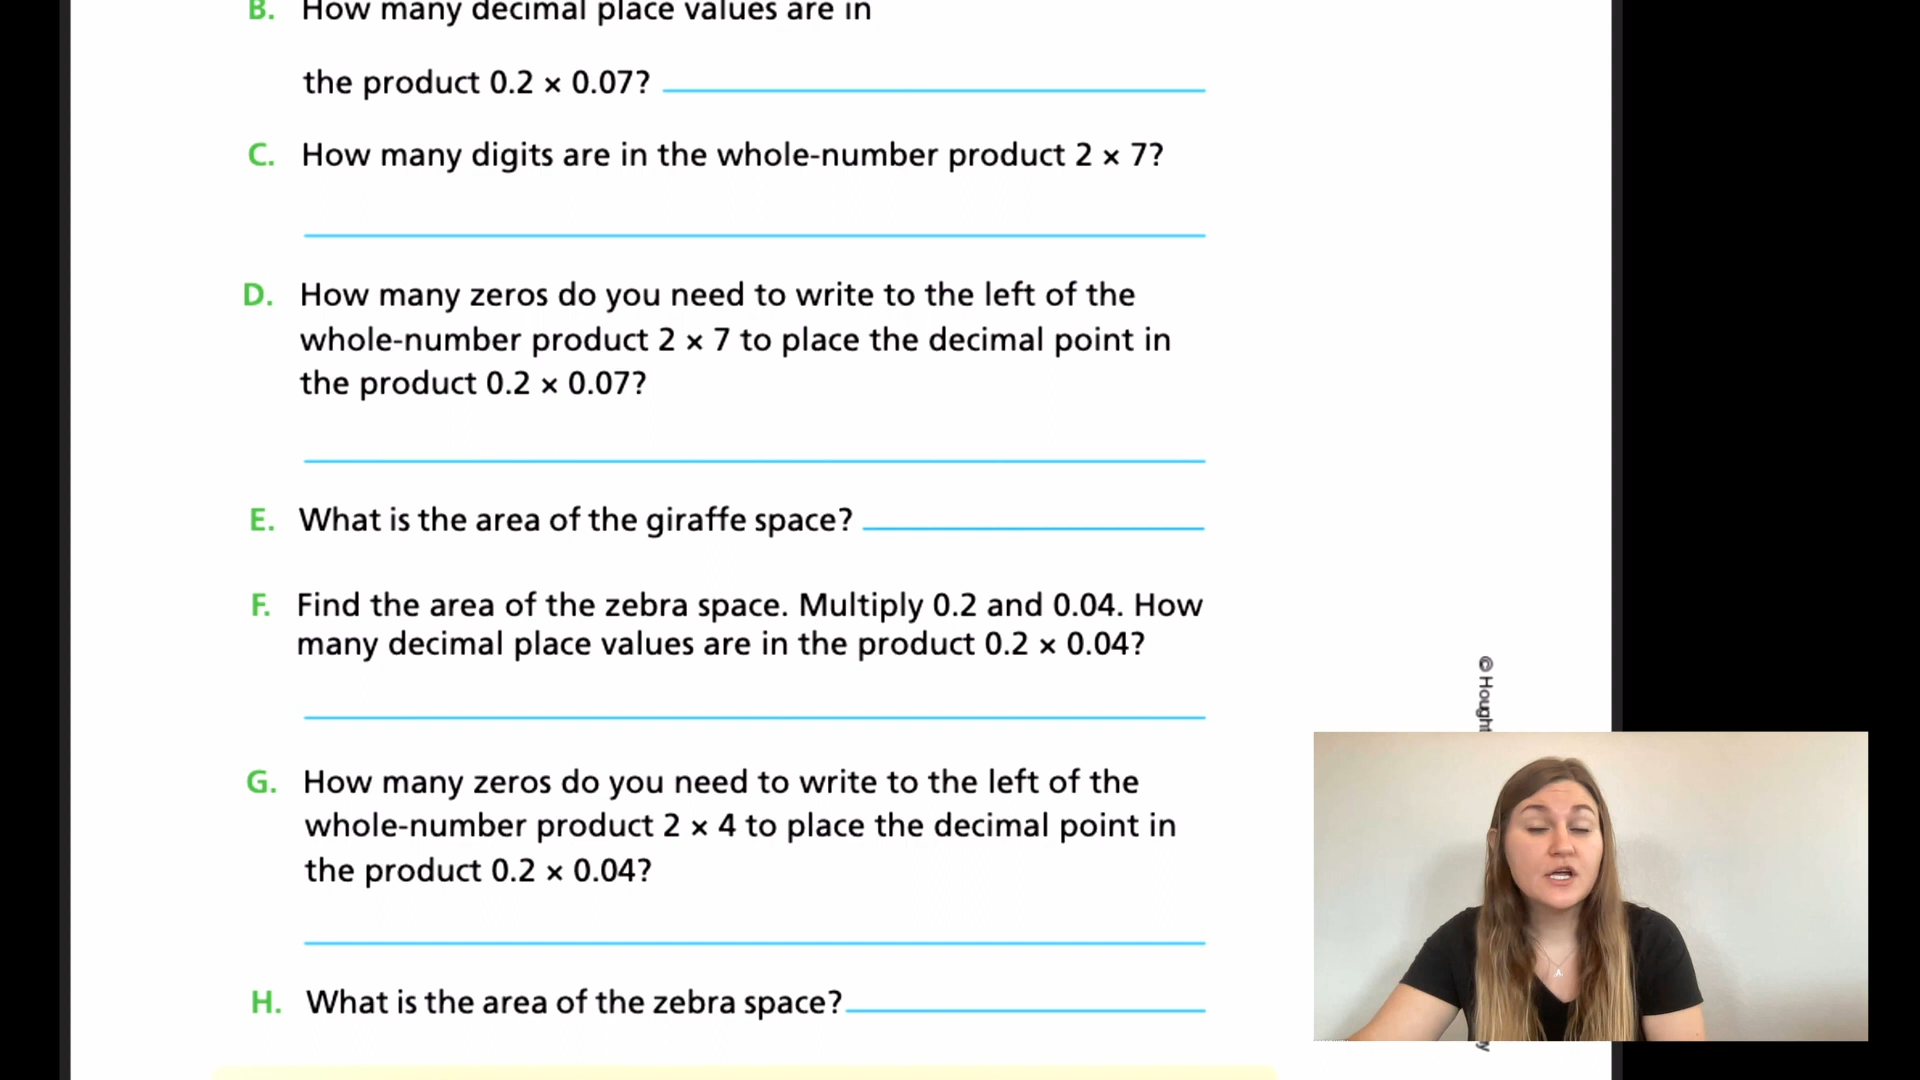 B. How many decimal place values are in
the product 0.2 × 0.07?
C. How many digits are in the whole-number product 2 × 7?
D. How many zeros do you need to write to the left of the
whole-number product 2 × 7 to place the decimal point in
the product 0.2 × 0.07?
E. What is the area of the giraffe space?
F. Find the area of the zebra space. Multiply 0.2 and 0.04. How
many decimal place values are in the product 0.2 × 0.04?
G. How many zeros do you need to write to the left of the
whole-number product 2 × 4 to place the decimal point in
the product 0.2 × 0.04?
H. What is the area of the zebra space?
© Hought